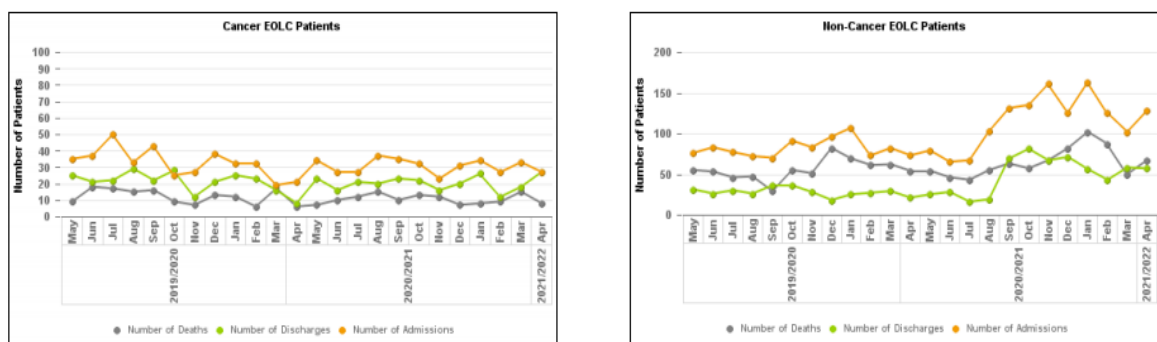 Cancer EOLC Patients
Number of Patients
100
90
80
70
60
50
40
30
20
10
0
May Jun Jul Aug Sep Oct Nov Dec Jan Feb Mar Apr May Jun Jul Aug Sep Oct Nov Dec Jan Feb Mar Apr
2019/2020 2020/2021 2021/2022
Number of Deaths Number of Discharges Number of Admissions
Non-Cancer EOLC Patients
Number of Patients
200
150
100
50
0
May Jun Jul Aug Sep Oct Nov Dec Jan Feb Mar Apr May Jun Jul Aug Sep Oct Nov Dec Jan Feb Mar Apr
2019/2020 2020/2021 2021/2022
Number of Deaths Number of Discharges Number of Admissions